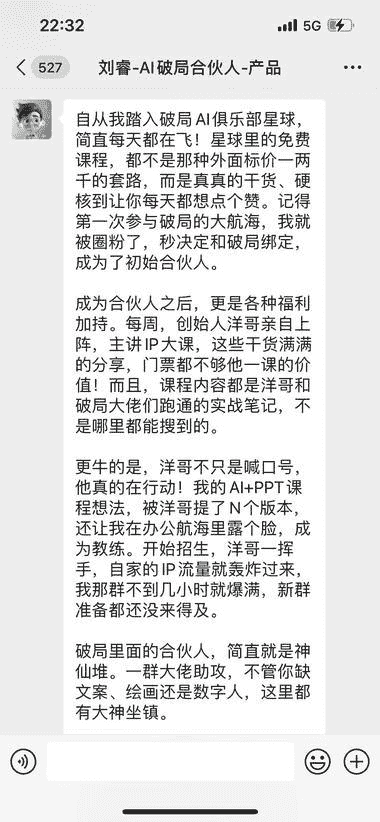 22:32
5G
527
刘睿-AI破局合伙人-产品
自从我踏入破局AI俱乐部星球，
简直每天都在飞！星球里的免费
课程，都不是那种外面标价一两
千的套路，而是真真的干货、硬
核到让你每天都想点个赞。记得
第一次参与破局的大航海，我就
被圈粉了，秒决定和破局绑定，
成为了初始合伙人。
成为合伙人之后，更是各种福利
加持。每周，创始人洋哥亲自上
阵，主讲IP大课，这些干货满满
的分享，门票都不够他一课的价
值！而且，课程内容都是洋哥和
破局大佬们跑通的实战笔记，不
是哪里都能搜到的。
更牛的是，洋哥不只是喊口号，
他真的在行动！我的AI+PPT课
程想法，被洋哥提了N个版本，
还让我在办公航海里露个脸，成
为教练。开始招生，洋哥一挥
手，自家的IP流量就轰炸过来，
我那群不到几小时就爆满，新群
准备都还没来得及。
破局里面的合伙人，简直就是神
仙堆。一群大佬助攻，不管你缺
文案、绘画还是数字人，这里都
有大神坐镇。